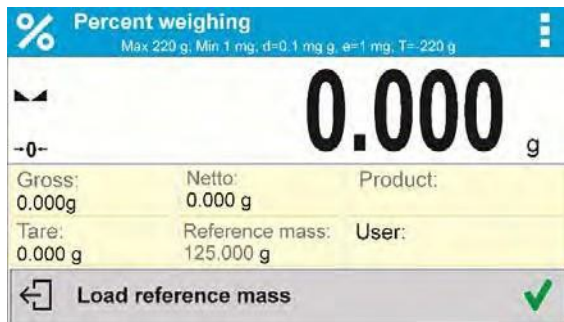 % Percent weighing
Max 220 g; Min 1 mg; d=0.1 mg g, e=1 mg; T=-220 g
0.000 g
→0←
Gross: Netto: Product:
0.000g 0.000 g
Tare: Reference mass: User:
0.000 g 125.000 g
Load reference mass